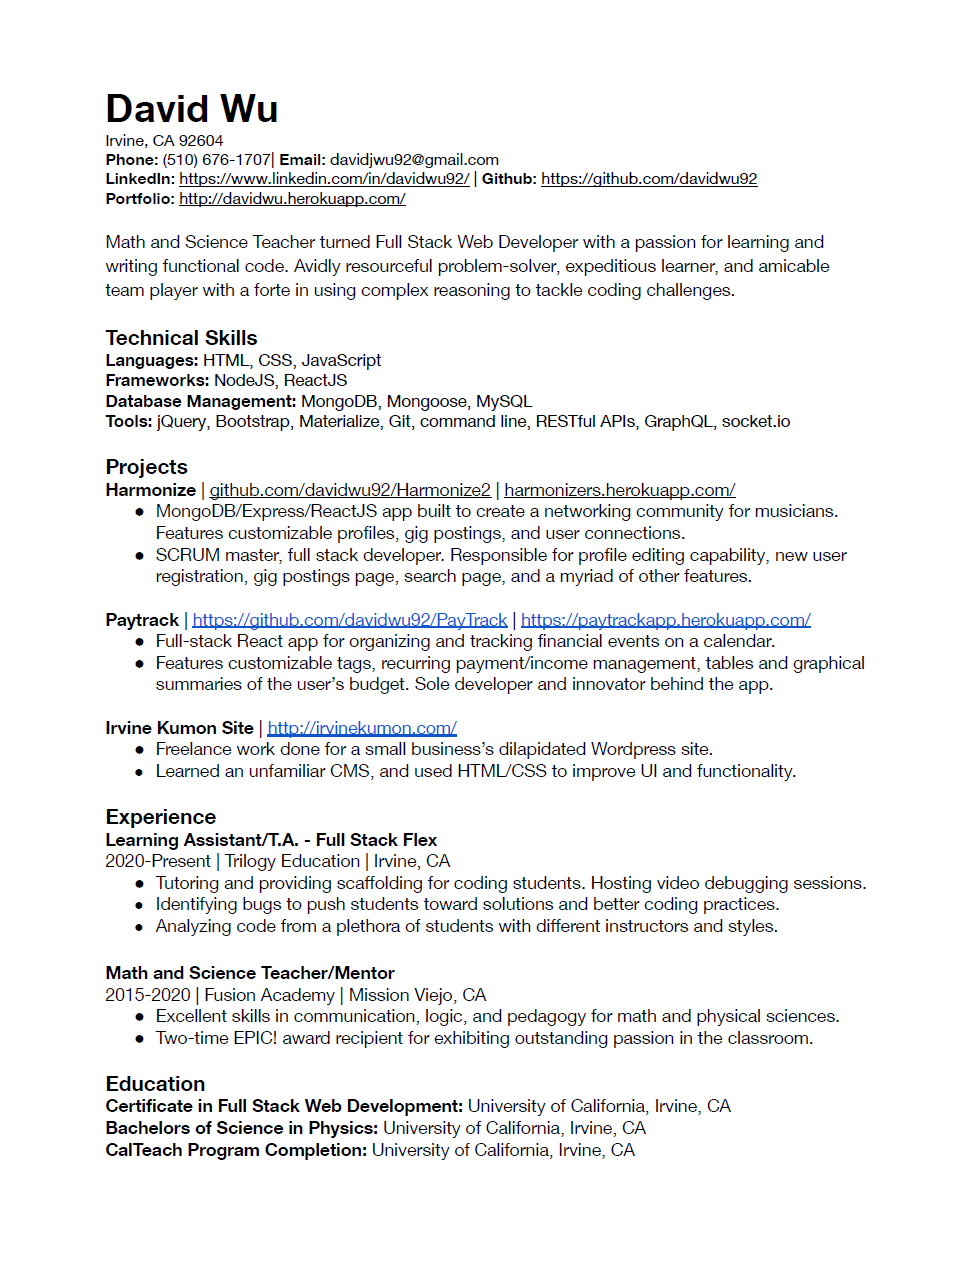 David Wu
Irvine, CA 92604
Phone: (510) 676-1707| Email: davidjwu92@gmail.com
LinkedIn: https://www.linkedin.com/in/davidwu92/ | Github: https://github.com/davidwu92
Portfolio: http://davidwu.herokuapp.com/
Math and Science Teacher turned Full Stack Web Developer with a passion for learning and
writing functional code. Avidly resourceful problem-solver, expeditious learner, and amicable
team player with a forte in using complex reasoning to tackle coding challenges.
Technical Skills
Languages: HTML, CSS, JavaScript
Frameworks: NodeJS, ReactJS
Database Management: MongoDB, Mongoose, MySQL
Tools: jQuery, Bootstrap, Materialize, Git, command line, RESTful APIs, GraphQL, socket.io
Projects
Harmonize | github.com/davidwu92/Harmonize2 | harmonizers.herokuapp.com/
● MongoDB/Express/ReactJS app built to create a networking community for musicians.
Features customizable profiles, gig postings, and user connections.
● SCRUM master, full stack developer. Responsible for profile editing capability, new user
registration, gig postings page, search page, and a myriad of other features.
Paytrack | https://github.com/davidwu92/PayTrack | https://paytrackapp.herokuapp.com/
● Full-stack React app for organizing and tracking financial events on a calendar.
● Features customizable tags, recurring payment/income management, tables and graphical
summaries of the user's budget. Sole developer and innovator behind the app.
Irvine Kumon Site | http://irvinekumon.com/
● Freelance work done for a small business's dilapidated Wordpress site.
● Learned an unfamiliar CMS, and used HTML/CSS to improve UI and functionality.
Experience
Learning Assistant/T.A. - Full Stack Flex
2020-Present | Trilogy Education | Irvine, CA
● Tutoring and providing scaffolding for coding students. Hosting video debugging sessions.
● Identifying bugs to push students toward solutions and better coding practices.
● Analyzing code from a plethora of students with different instructors and styles.
Math and Science Teacher/Mentor
2015-2020 | Fusion Academy | Mission Viejo, CA
● Excellent skills in communication, logic, and pedagogy for math and physical sciences.
● Two-time EPIC! award recipient for exhibiting outstanding passion in the classroom.
Education
Certificate in Full Stack Web Development: University of California, Irvine, CA
Bachelors of Science in Physics: University of California, Irvine, CA
CalTeach Program Completion: University of California, Irvine, CA